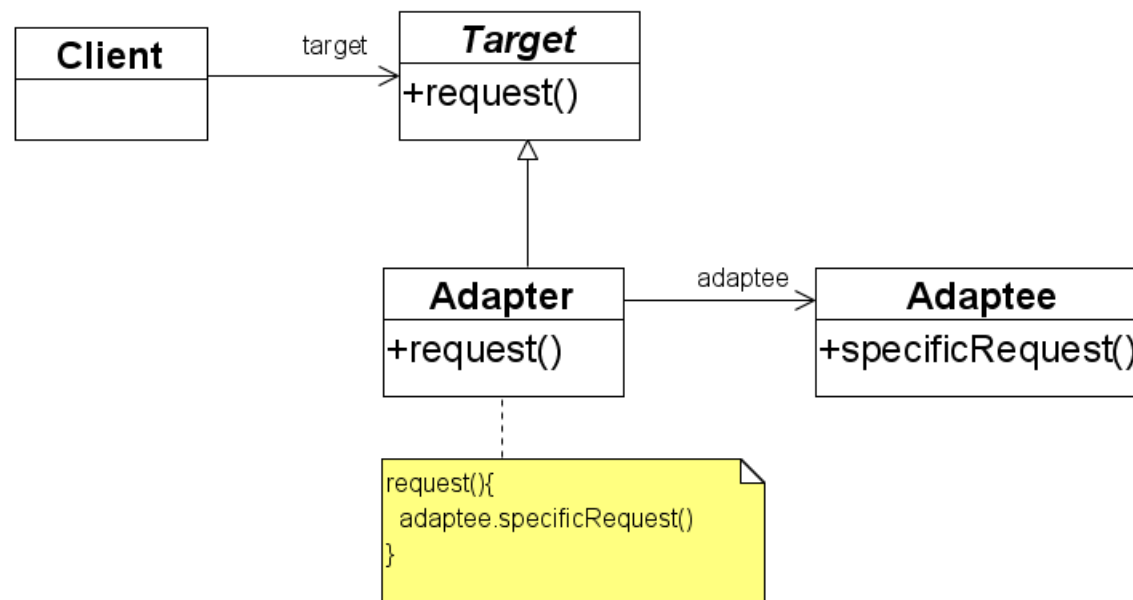 Client
target
Target
+request()
Adapter
+request()
adaptee
Adaptee
+specificRequest()
request(){
adaptee.specificRequest()
}